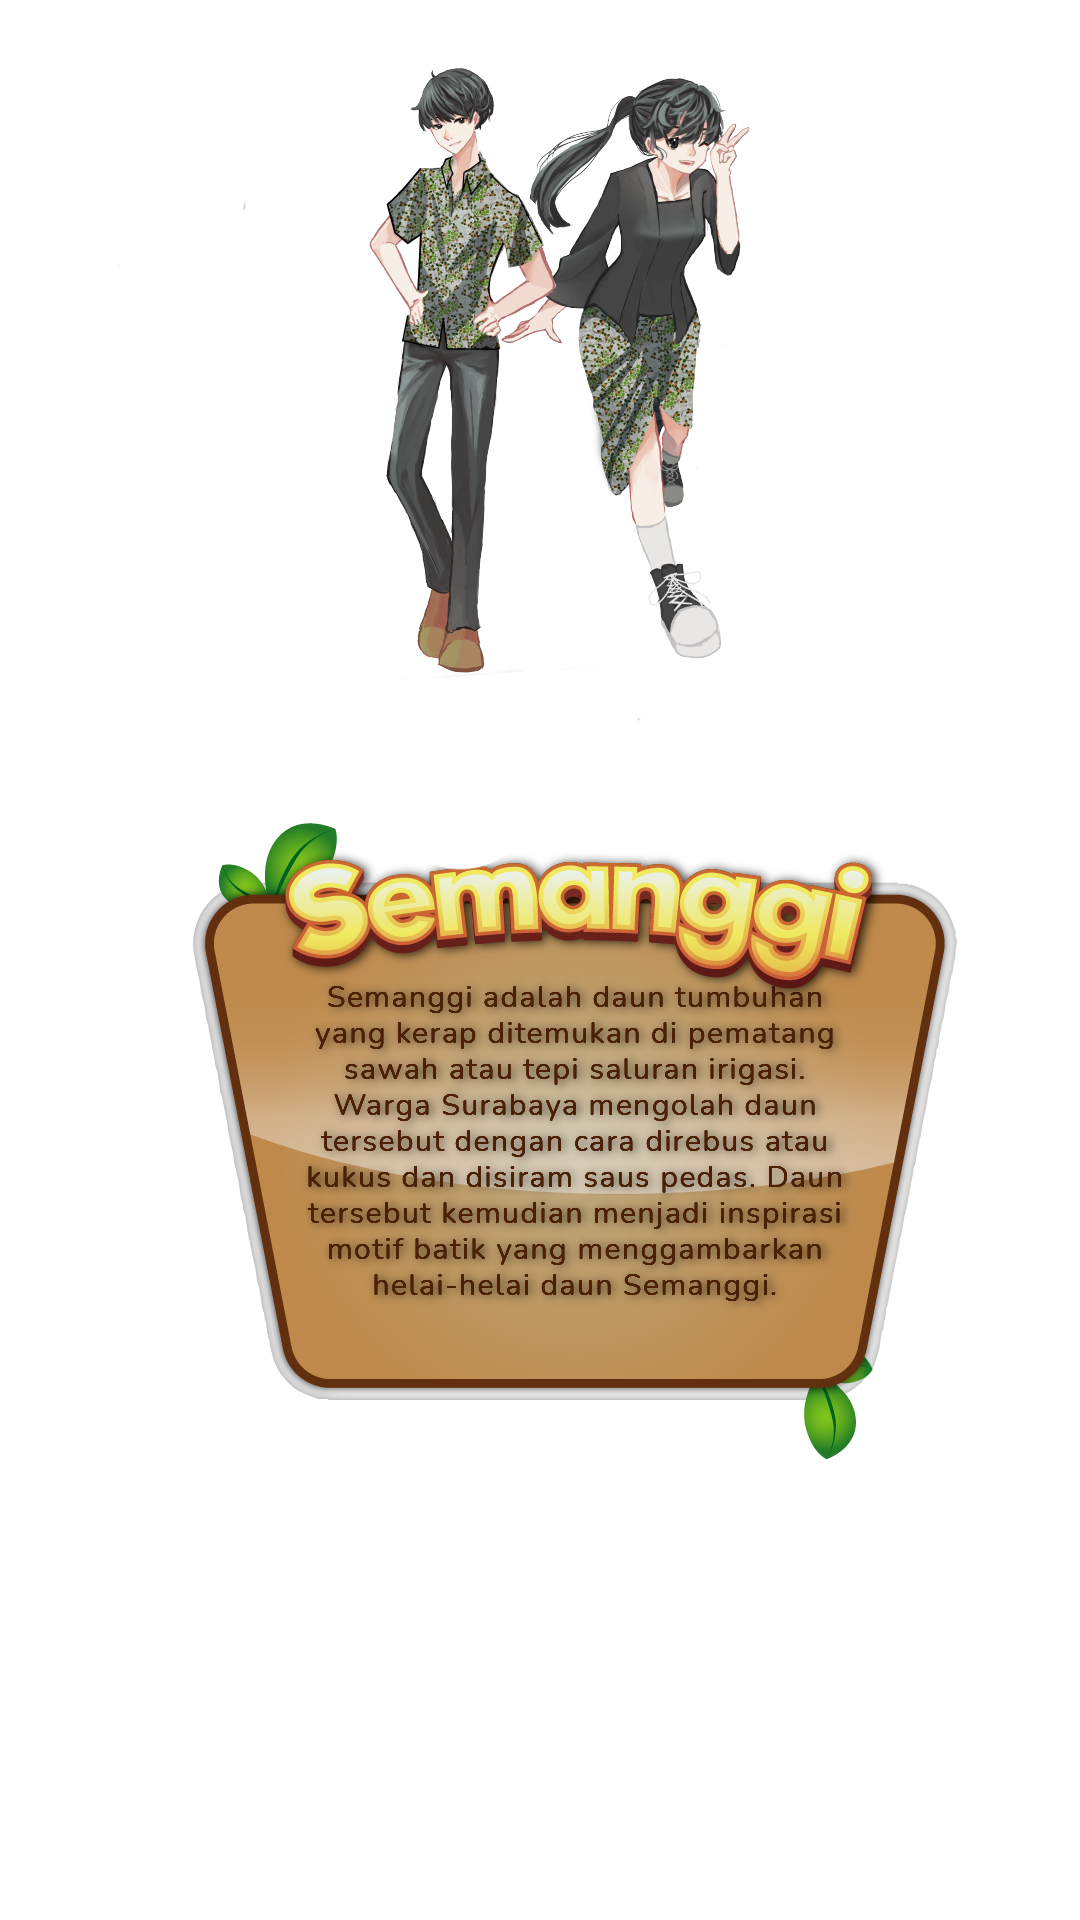 Semanggi
Semanggi adalah daun tumbuhan
yang kerap ditemukan di pematang
sawah atau tepi saluran irigasi.
Warga Surabaya mengolah daun
tersebut dengan cara direbus atau
kukus dan disiram saus pedas. Daun
tersebut kemudian menjadi inspirasi
motif batik yang menggambarkan
helai-helai daun Semanggi.